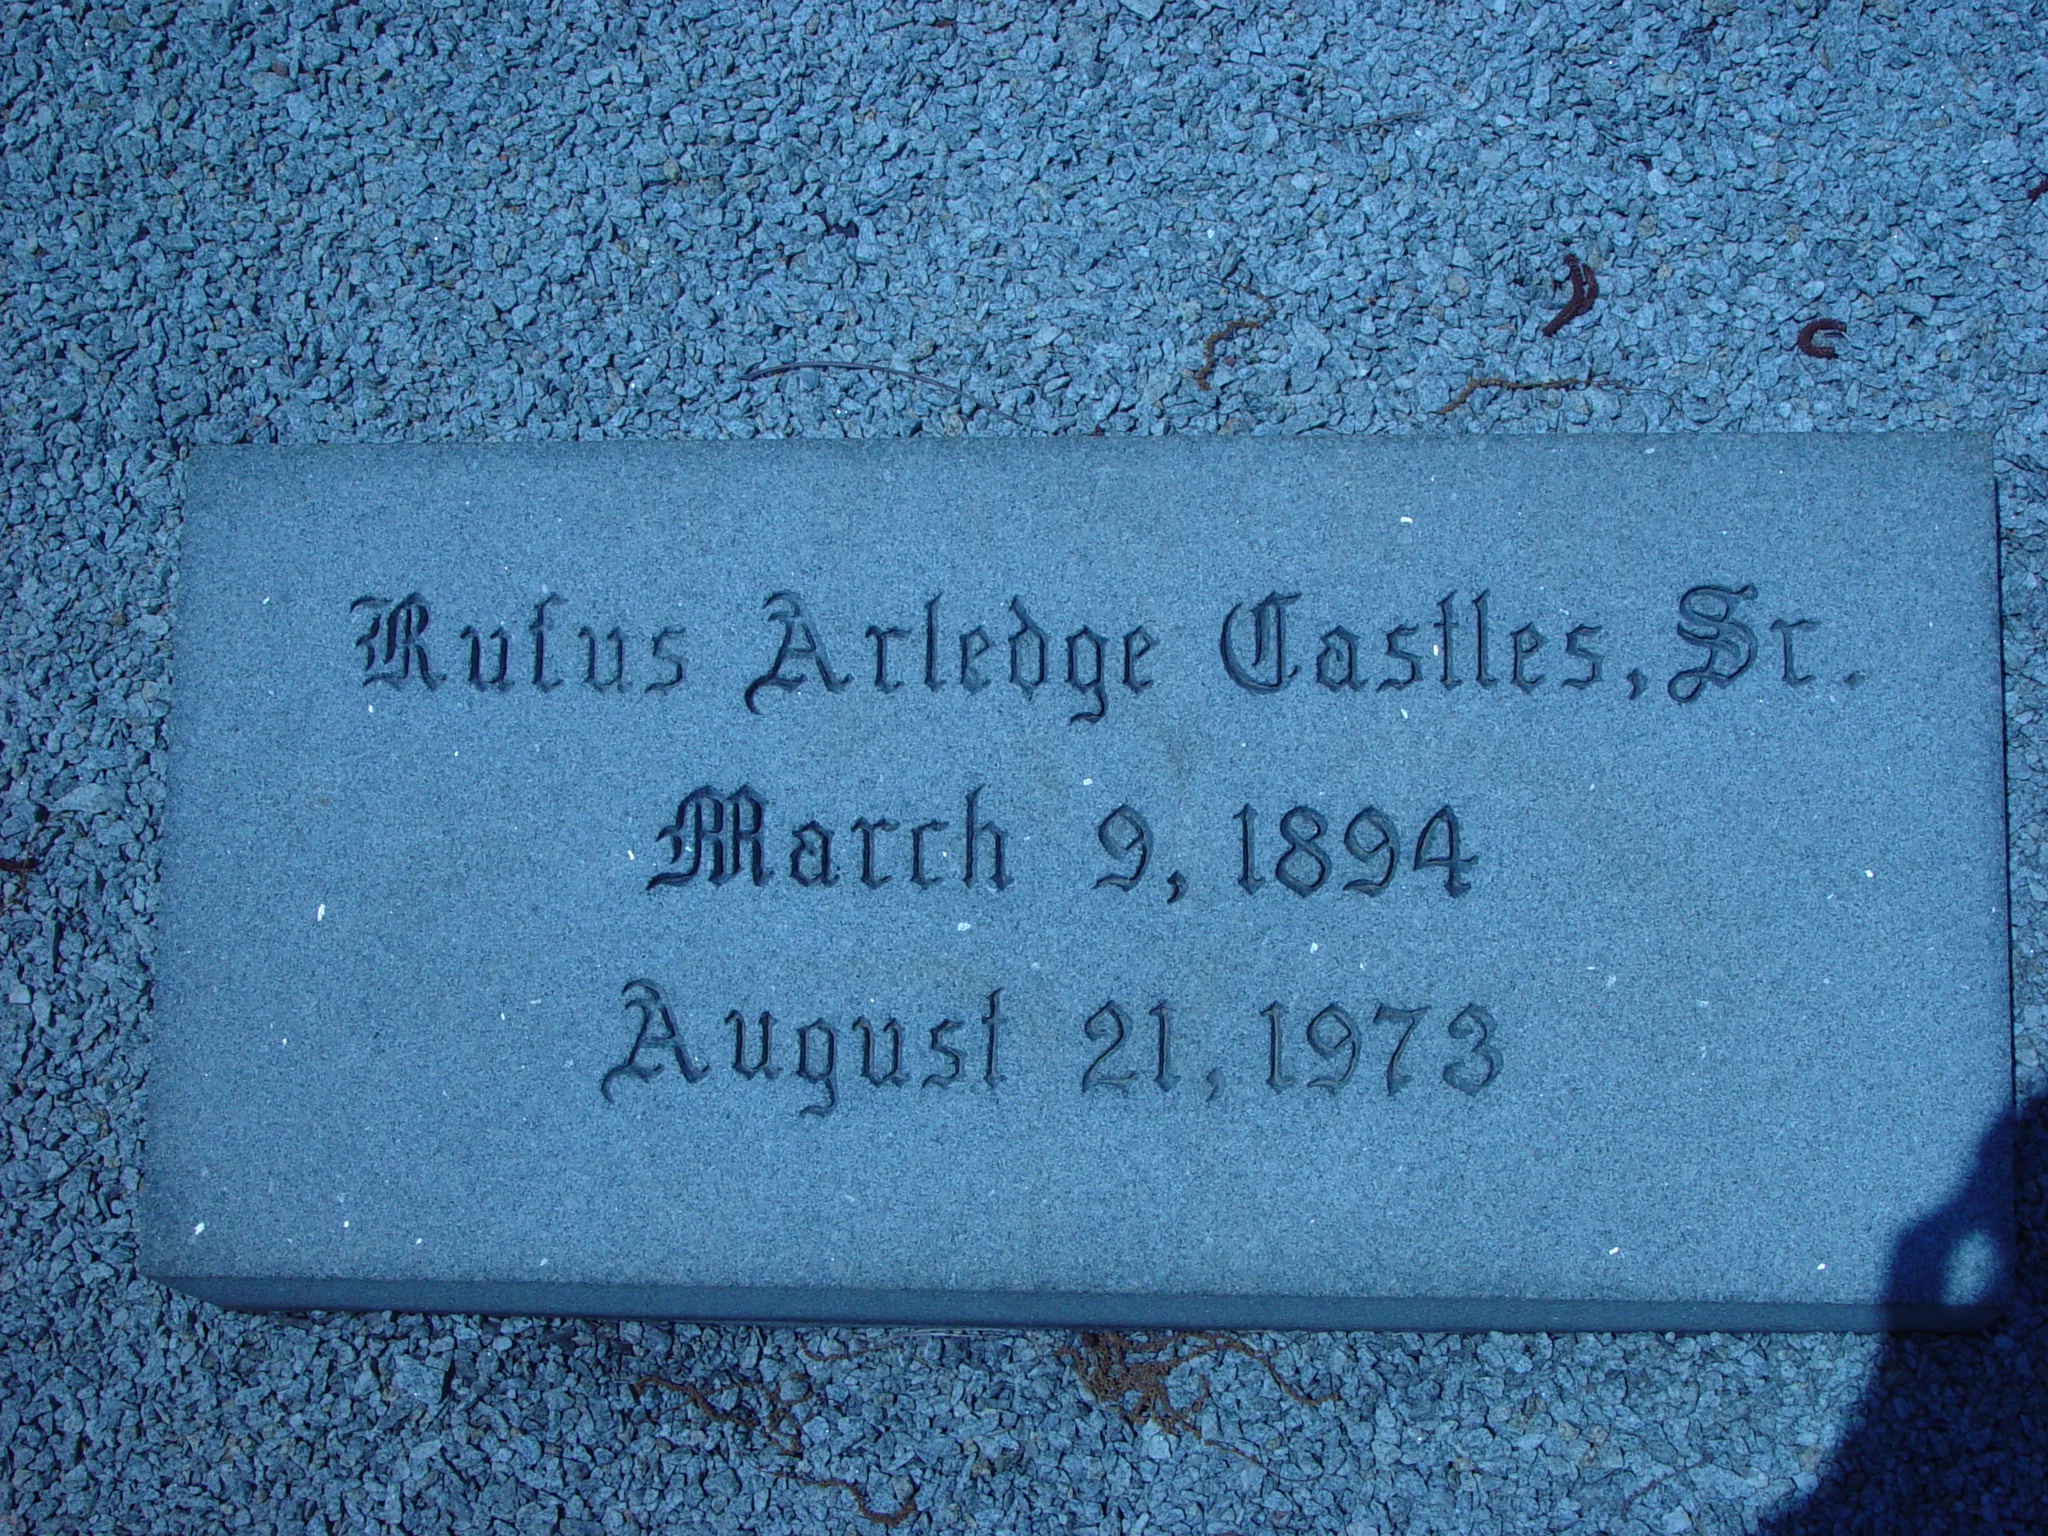 Rufus Arledge Castles, Sr.
March 9, 1894
August 21, 1973